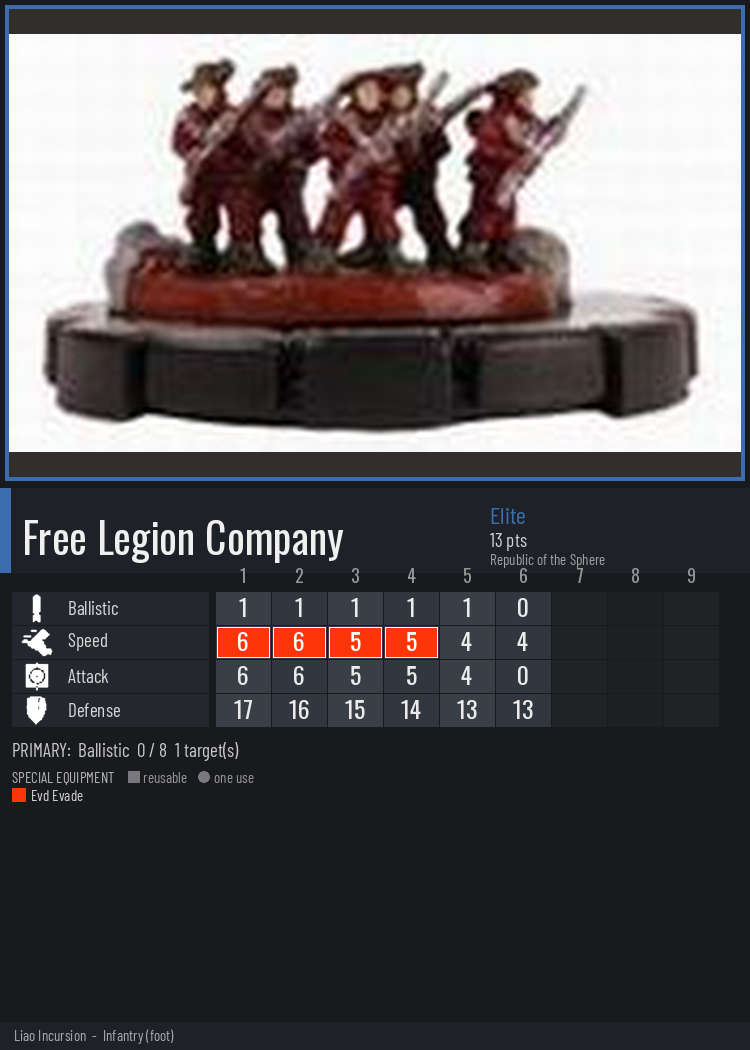 Free Legion Company
Elite
13 pts
Republic of the Sphere
1 2 3 4 5 6 7 8 9
Ballistic 1 1 1 1 1 0
Speed 6 6 5 5 4 4
Attack 6 6 5 5 4 0
Defense 17 16 15 14 13 13
PRIMARY: Ballistic 0 / 8 1 target(s)
SPECIAL EQUIPMENT reusable one use
Evd Evade
Liao Incursion - Infantry (foot)